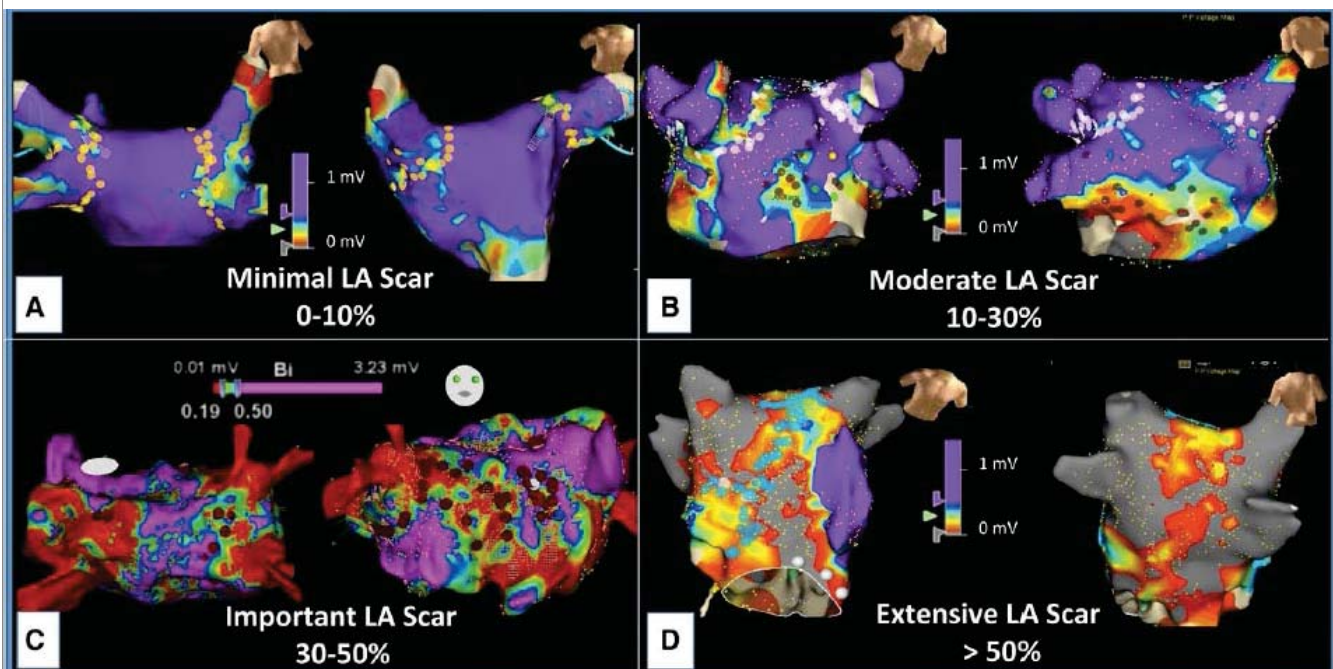 1 mV
0 mV
Minimal LA Scar
0-10%
A
P-P Voltage Map
1 mV
0 mV
Moderate LA Scar
10-30%
B
0.01 mV Bi 3.23 mV
0.19 0.50
Important LA Scar
30-50%
C
1 mV
0 mV
Extensive LA Scar
> 50%
D